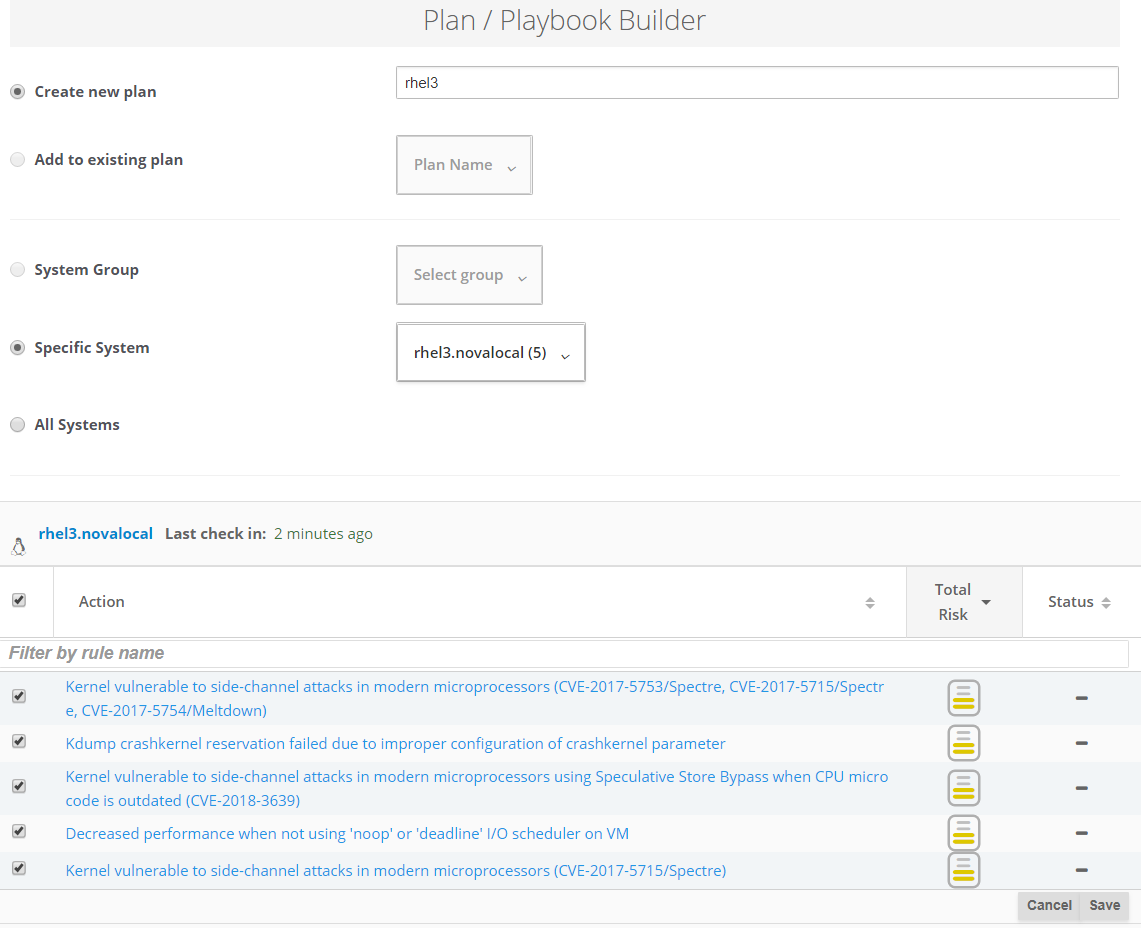 Plan / Playbook Builder
Create new plan
rhel3
Add to existing plan
Plan Name
System Group
Select group
Specific System
rhel3.novalocal (5)
All Systems
rhel3.novalocal Last check in: 2 minutes ago
Action
Total
Risk
Status
Filter by rule name
Kernel vulnerable to side-channel attacks in modern microprocessors (CVE-2017-5753/Spectre, CVE-2017-5715/Spectr
e, CVE-2017-5754/Meltdown)
Kdump crashkernel reservation failed due to improper configuration of crashkernel parameter
Kernel vulnerable to side-channel attacks in modern microprocessors using Speculative Store Bypass when CPU micro
code is outdated (CVE-2018-3639)
Decreased performance when not using 'noop' or 'deadline' I/O scheduler on VM
Kernel vulnerable to side-channel attacks in modern microprocessors (CVE-2017-5715/Spectre)
Cancel Save